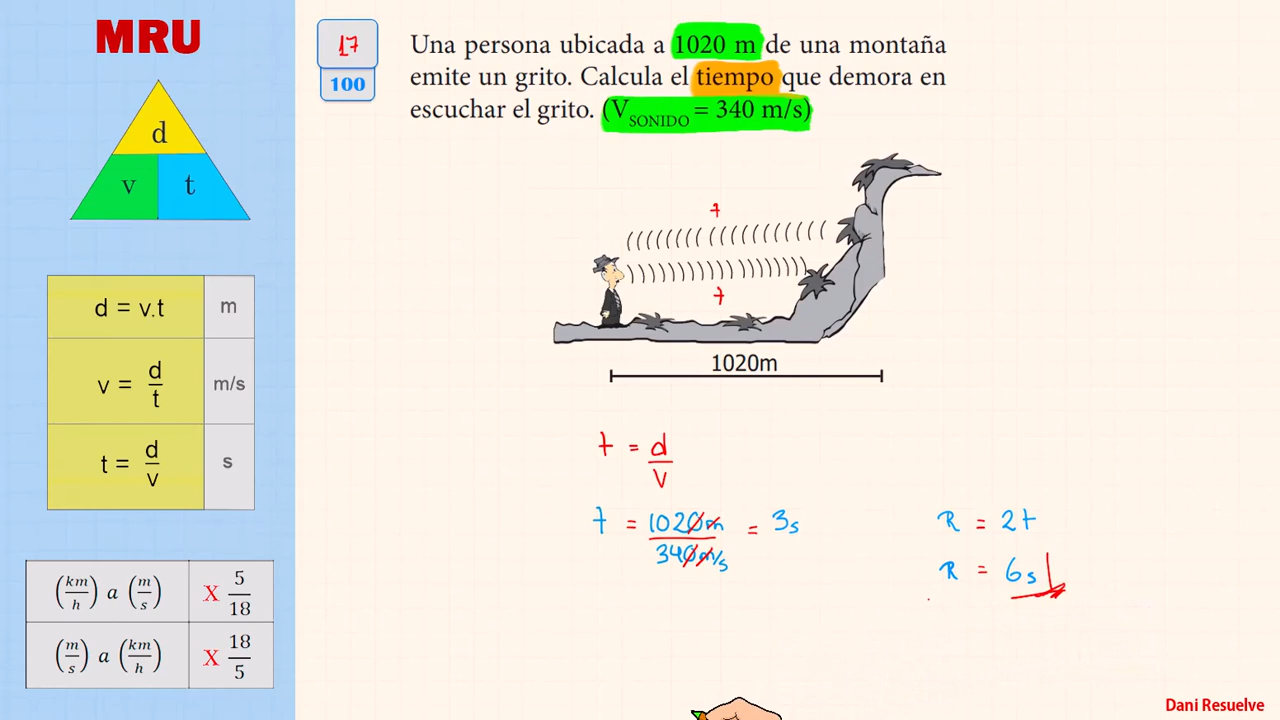 MRU
d
v t
d = v.t m
v = d/t m/s
t = d/v s
(km/h) a (m/s) X 5/18
(m/s) a (km/h) X 18/5
17
100
Una persona ubicada a 1020 m de una montaña
emite un grito. Calcula el tiempo que demora en
escuchar el grito. (VSONIDO = 340 m/s)
t
t
1020m
t = d/v
t = 1020m/340m/s = 3s
R = 2t
R = 6s
Dani Resuelve